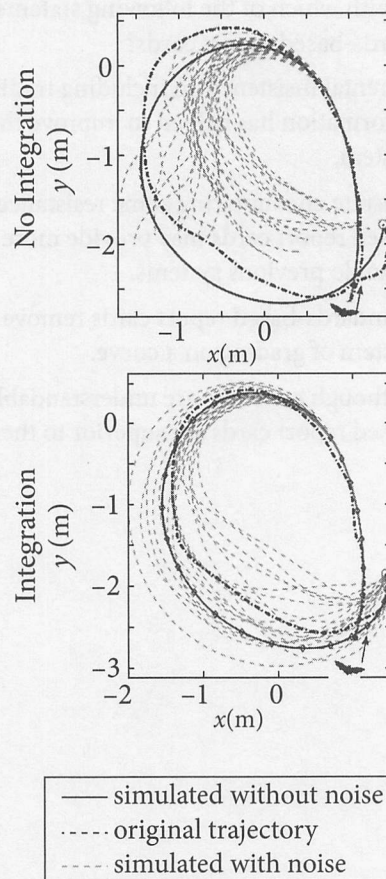 No integration
y (m)
0
−1
−2
−1
0
x(m)
Integration
y (m)
0
−1
−2
−3
−2
−1
0
x(m)
simulated without noise
original trajectory
simulated with noise